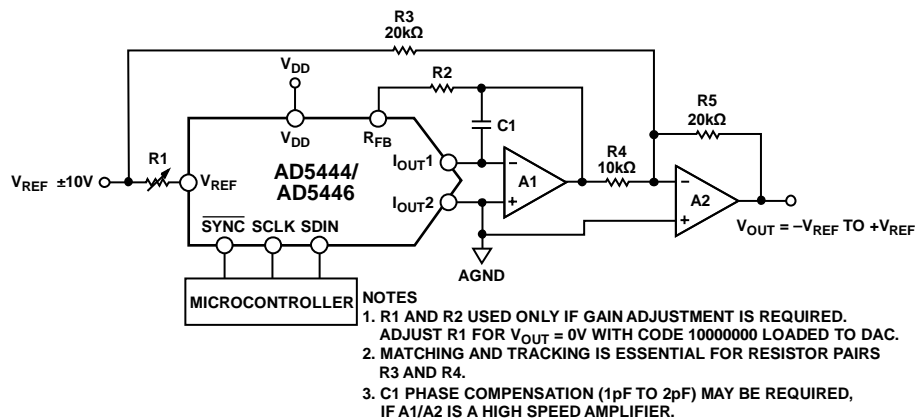 R3
20kΩ
VDD
R2
R5
20kΩ
VDD
RFB
C1
R1
AD5444/
AD5446
IOUT1
R4
10kΩ
VREF ±10V
VREF
–
A1
+
–
A2
+
IOUT2
SYNC SCLK SDIN
VOUT = –VREF TO +VREF
AGND
MICROCONTROLLER
NOTES
1. R1 AND R2 USED ONLY IF GAIN ADJUSTMENT IS REQUIRED.
ADJUST R1 FOR VOUT = 0V WITH CODE 10000000 LOADED TO DAC.
2. MATCHING AND TRACKING IS ESSENTIAL FOR RESISTOR PAIRS
R3 AND R4.
3. C1 PHASE COMPENSATION (1pF TO 2pF) MAY BE REQUIRED,
IF A1/A2 IS A HIGH SPEED AMPLIFIER.